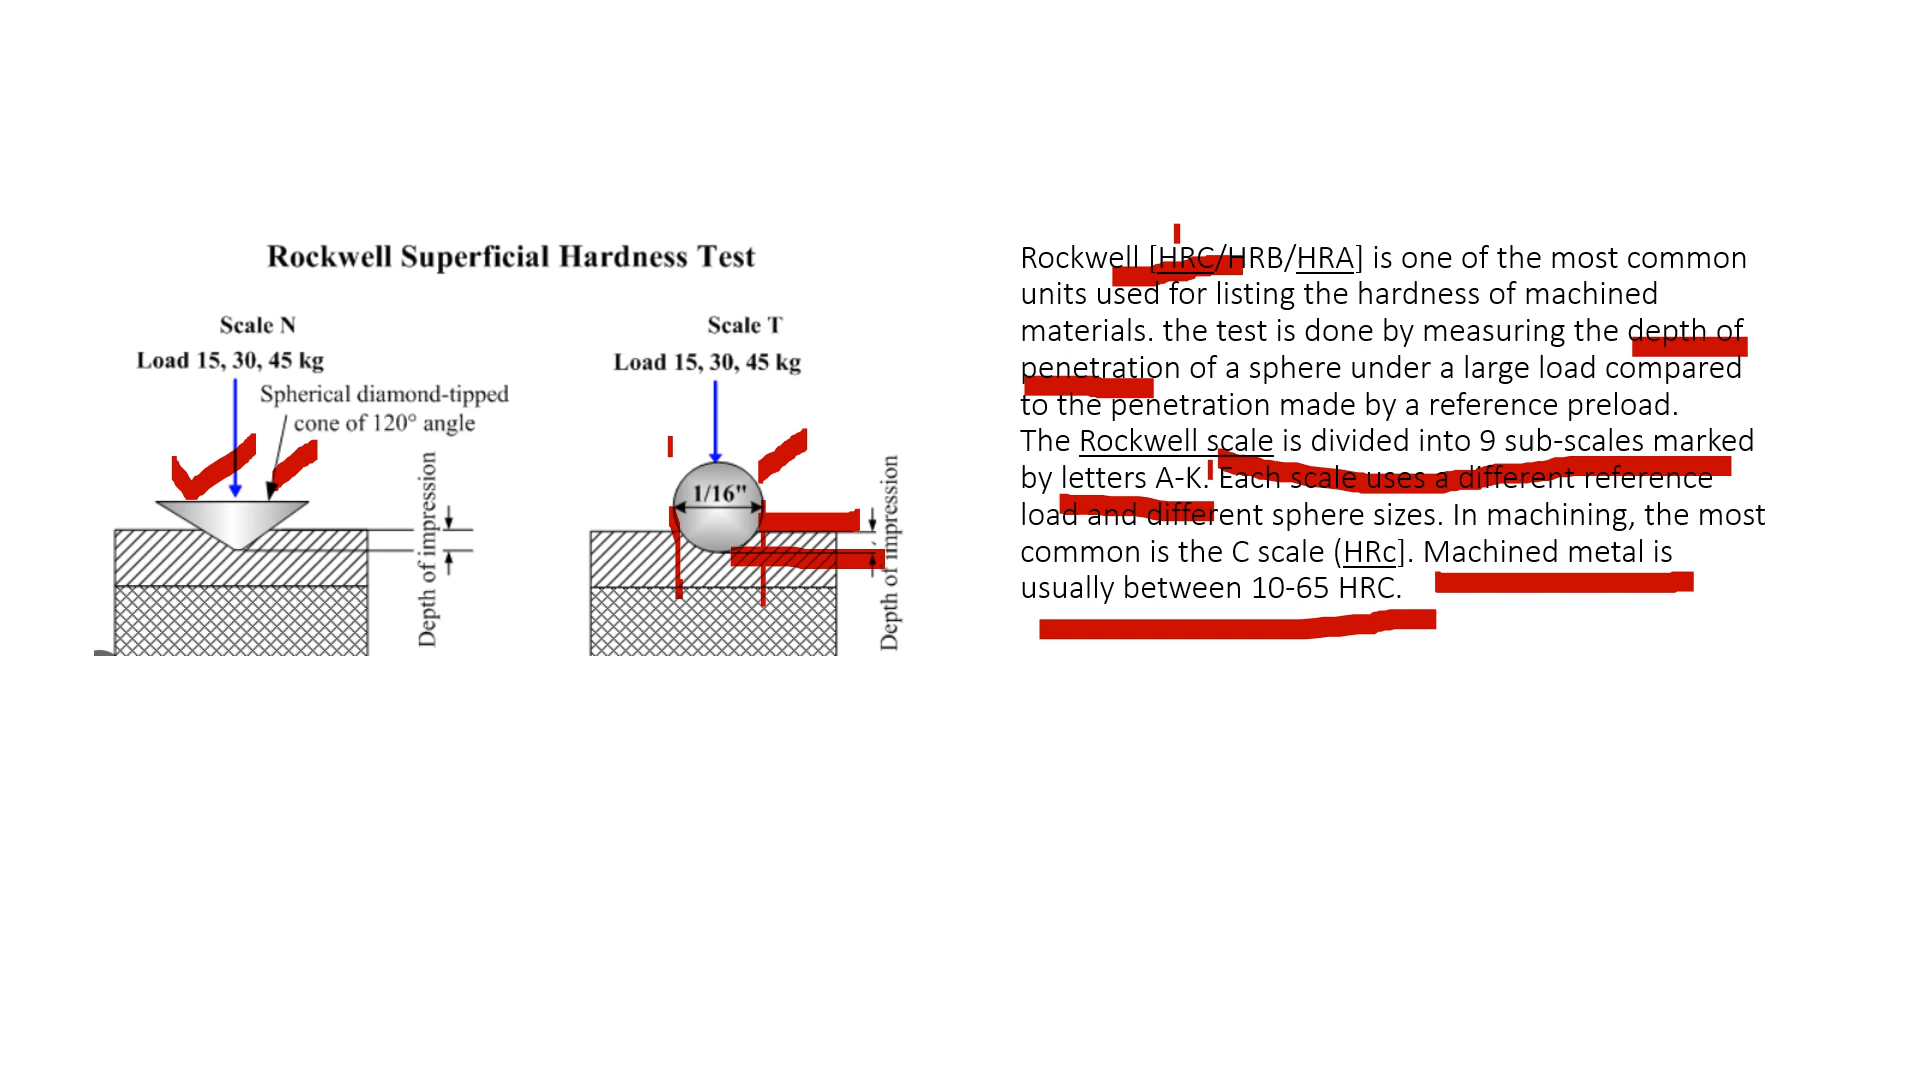 Rockwell Superficial Hardness Test
Scale N
Load 15, 30, 45 kg
Spherical diamond-tipped
cone of 120° angle
Depth of impression
Scale T
Load 15, 30, 45 kg
1/16"
Depth of impression
Rockwell [HRC/HRB/HRA] is one of the most common
units used for listing the hardness of machined
materials. the test is done by measuring the depth of
penetration of a sphere under a large load compared
to the penetration made by a reference preload.
The Rockwell scale is divided into 9 sub-scales marked
by letters A-K. Each scale uses a different reference
load and different sphere sizes. In machining, the most
common is the C scale (HRc]. Machined metal is
usually between 10-65 HRC.